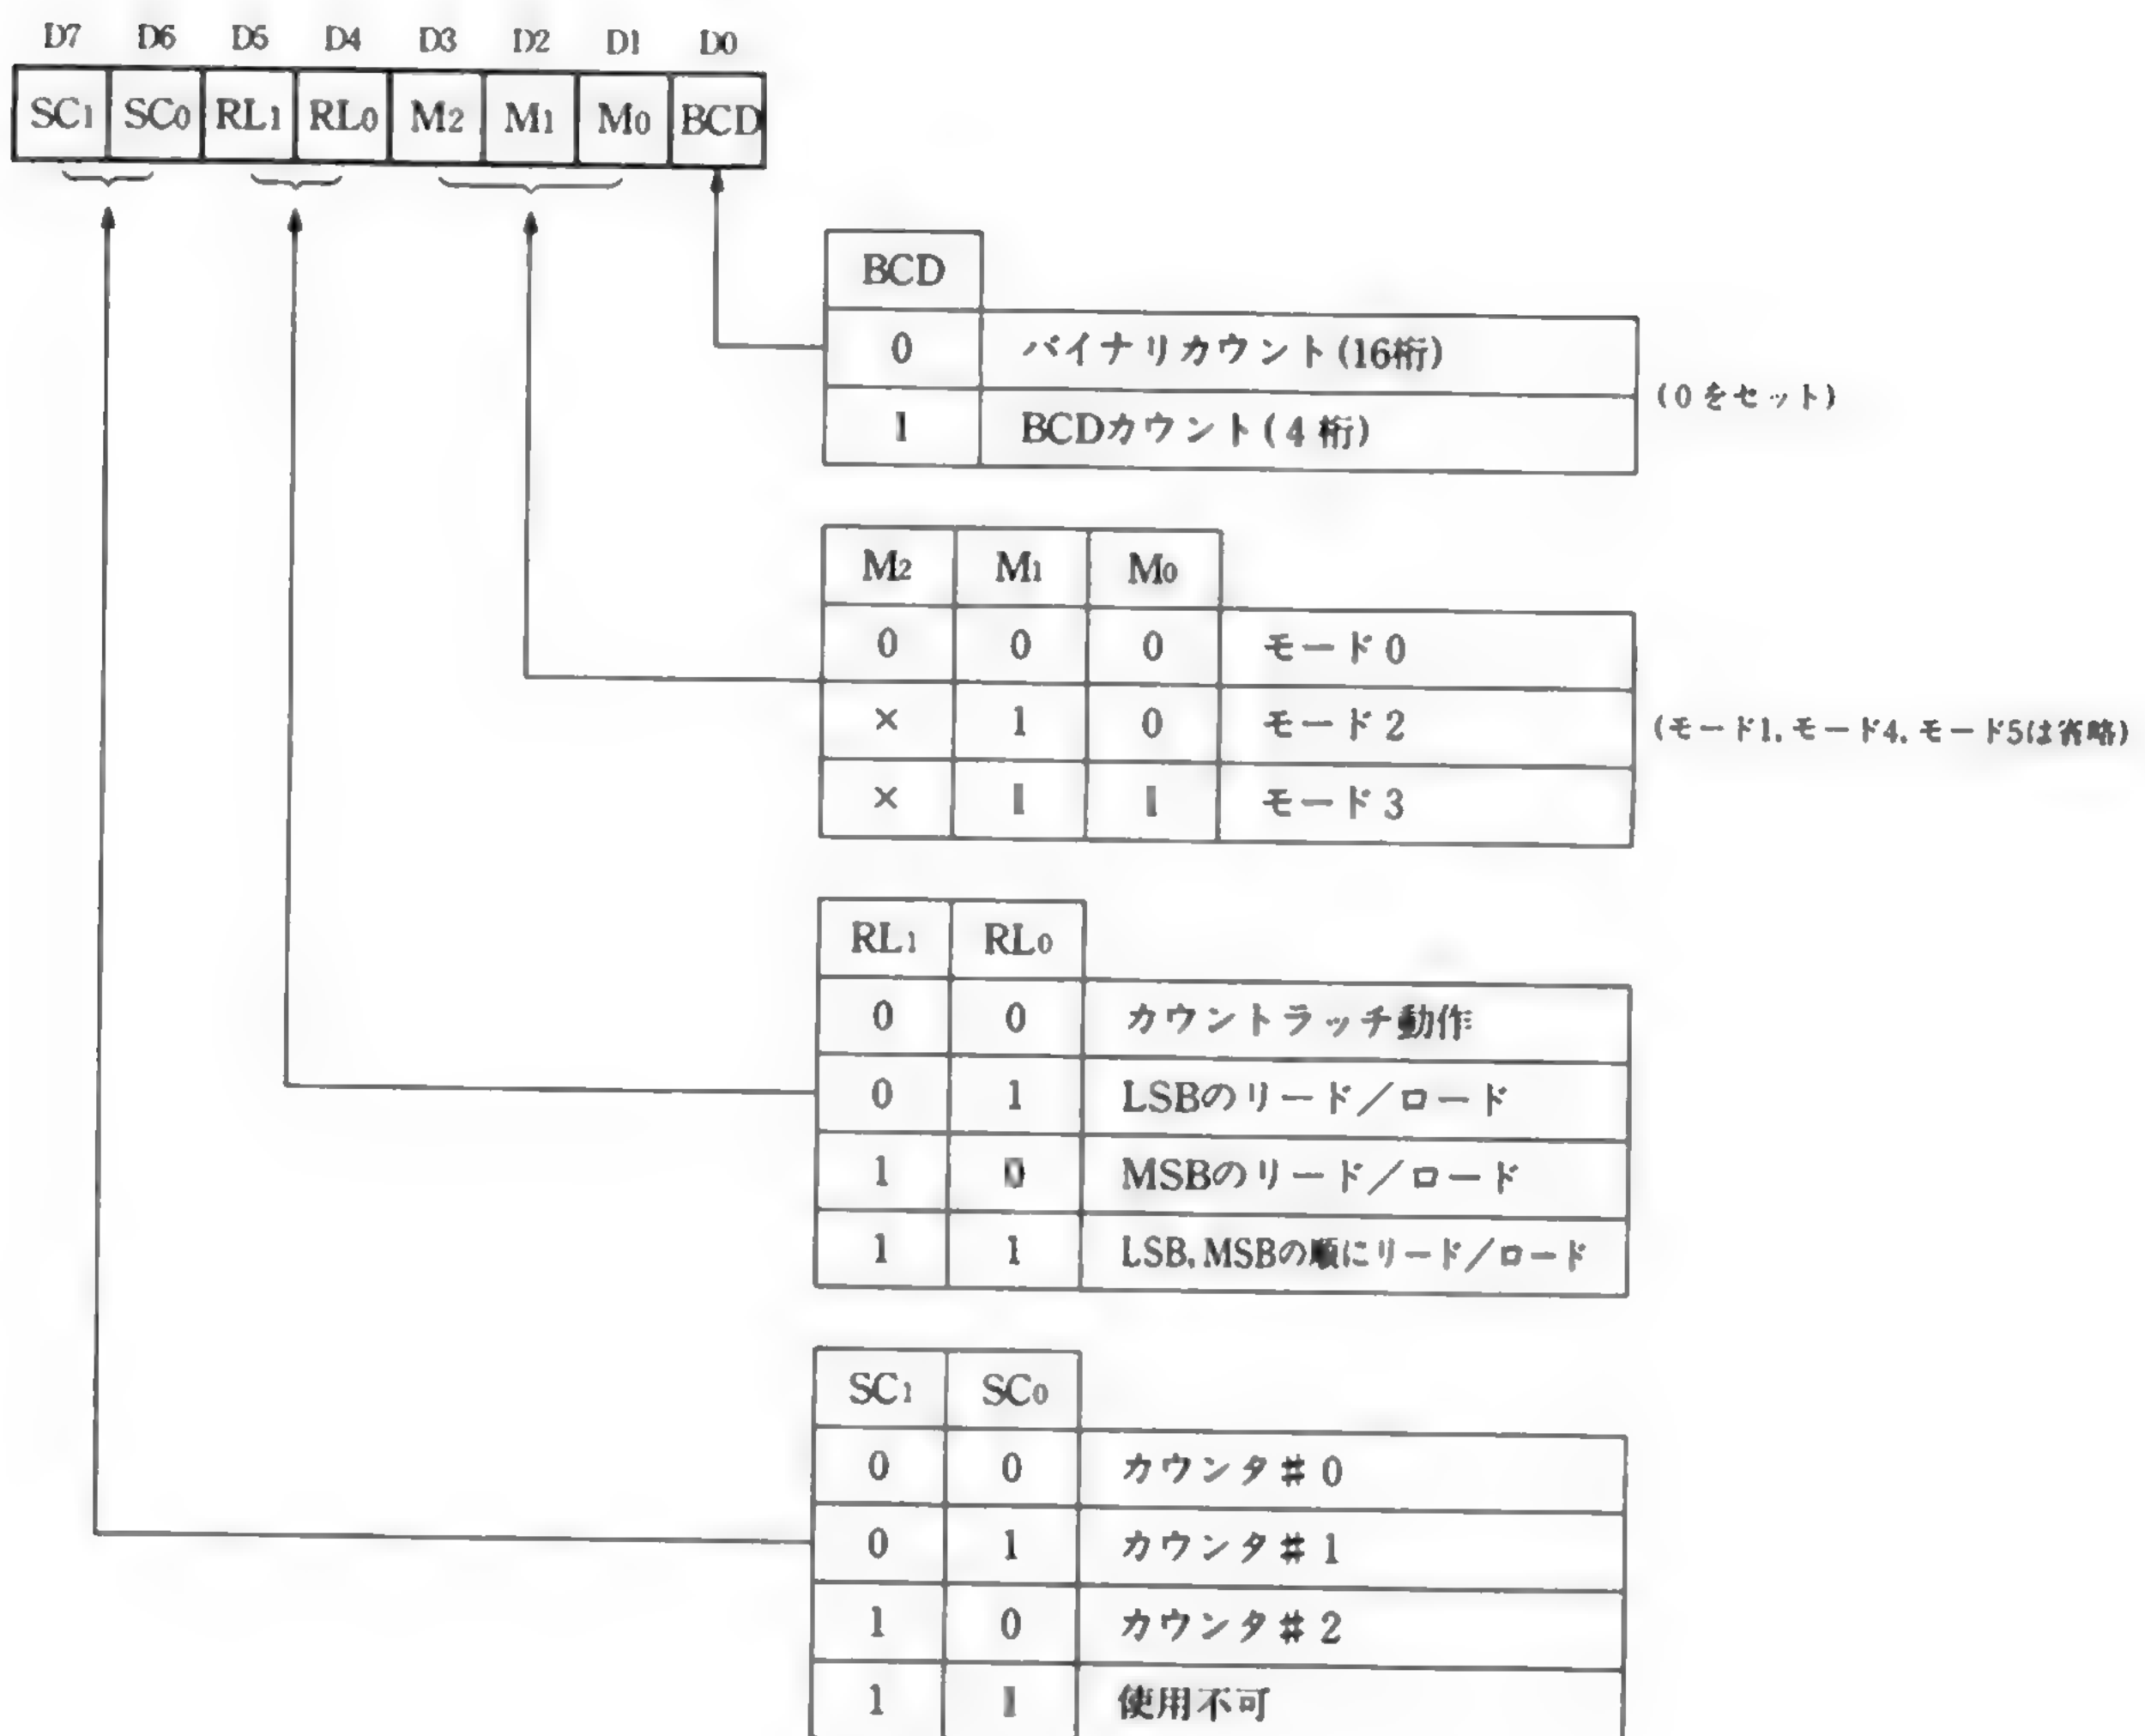 D7 D6 D5 D4 D3 D2 D1 D0
SC1 SC0 RL1 RL0 M2 M1 M0 BCD
BCD
0 バイナリカウント(16桁)
(0をセット)
1 BCDカウント(4桁)
M2 M1 M0
0 0 0 モード0
× 1 0 モード2
(モード1, モード4, モード5は省略)
× 1 1 モード3
RL1 RL0
0 0 カウントラッチ動作
0 1 LSBのリード/ロード
1 0 MSBのリード/ロード
1 1 LSB, MSBの順にリード/ロード
SC1 SC0
0 0 カウンタ#0
0 1 カウンタ#1
1 0 カウンタ#2
1 1 使用不可